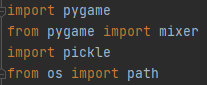 import pygame
from pygame import mixer
import pickle
from os import path